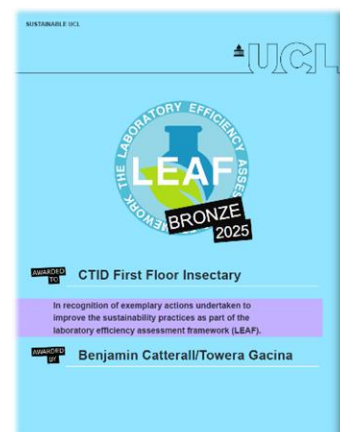 SUSTAINABLE UCL
UCL
THE LABORATORY EFFICIENCY ASSESSMENT FRAMEWORK
LEAF
BRONZE
2025
AWARDED
TO
CTID First Floor Insectary
In recognition of exemplary actions undertaken to
improve the sustainability practices as part of the
laboratory efficiency assessment framework (LEAF).
AWARDED
BY
Benjamin Catterall/Towera Gacina